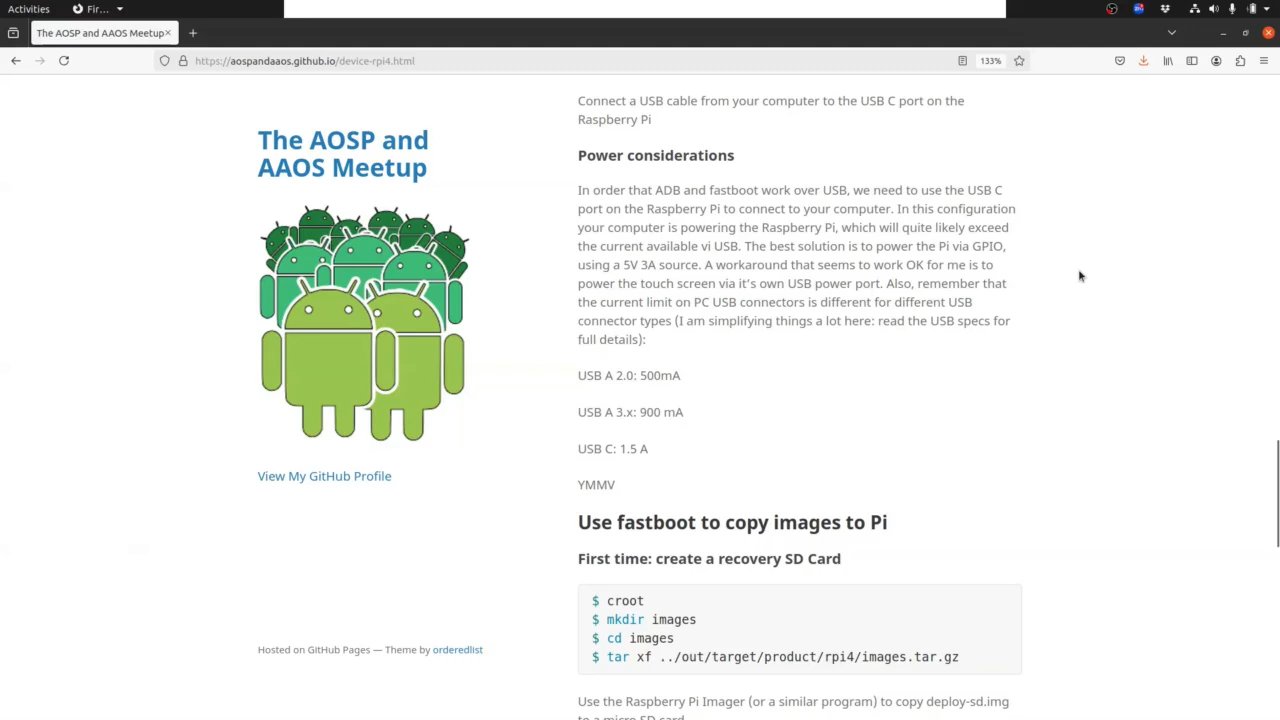 Activities
Fir...
The AOSP and AAOS Meetup
https://aospandaaos.github.io/device-rpi4.html
133%
The AOSP and
AAOS Meetup
View My GitHub Profile
Hosted on GitHub Pages — Theme by orderedlist
Connect a USB cable from your computer to the USB C port on the
Raspberry Pi
Power considerations
In order that ADB and fastboot work over USB, we need to use the USB C
port on the Raspberry Pi to connect to your computer. In this configuration
your computer is powering the Raspberry Pi, which will quite likely exceed
the current available vi USB. The best solution is to power the Pi via GPIO,
using a 5V 3A source. A workaround that seems to work OK for me is to
power the touch screen via it's own USB power port. Also, remember that
the current limit on PC USB connectors is different for different USB
connector types (I am simplifying things a lot here: read the USB specs for
full details):
USB A 2.0: 500mA
USB A 3.x: 900 mA
USB C: 1.5 A
YMMV
Use fastboot to copy images to Pi
First time: create a recovery SD Card
$ croot
$ mkdir images
$ cd images
$ tar xf ../out/target/product/rpi4/images.tar.gz
Use the Raspberry Pi Imager (or a similar program) to copy deploy-sd.img
to a micro SD card